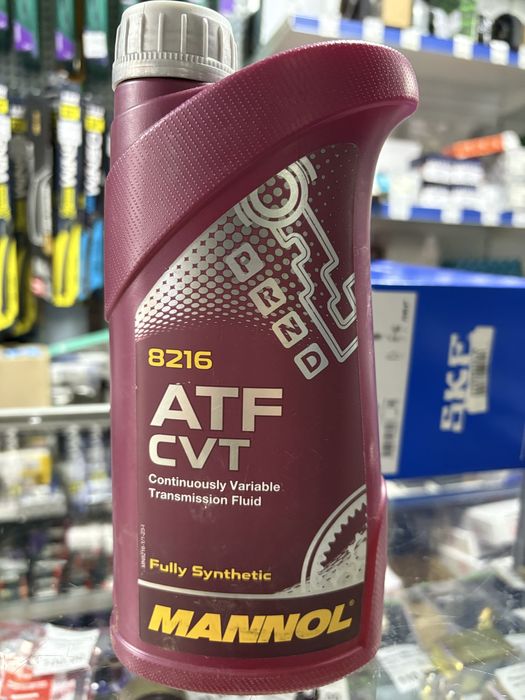 P
R
N
D
8216
ATF
CVT
Continuously Variable
Transmission Fluid
Fully Synthetic
MANNOL
SKF